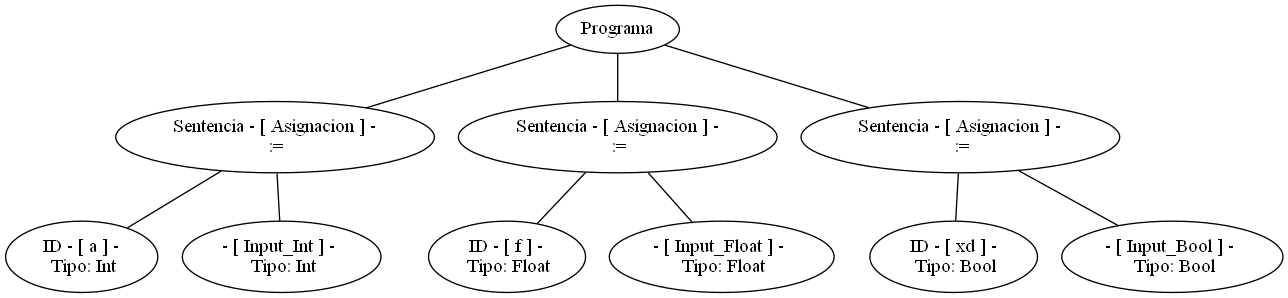 Programa
Sentencia - [ Asignacion ] -
:=
Sentencia - [ Asignacion ] -
:=
Sentencia - [ Asignacion ] -
:=
ID - [ a ] -
Tipo: Int
- [ Input_Int ] -
Tipo: Int
ID - [ f ] -
Tipo: Float
- [ Input_Float ] -
Tipo: Float
ID - [ xd ] -
Tipo: Bool
- [ Input_Bool ] -
Tipo: Bool